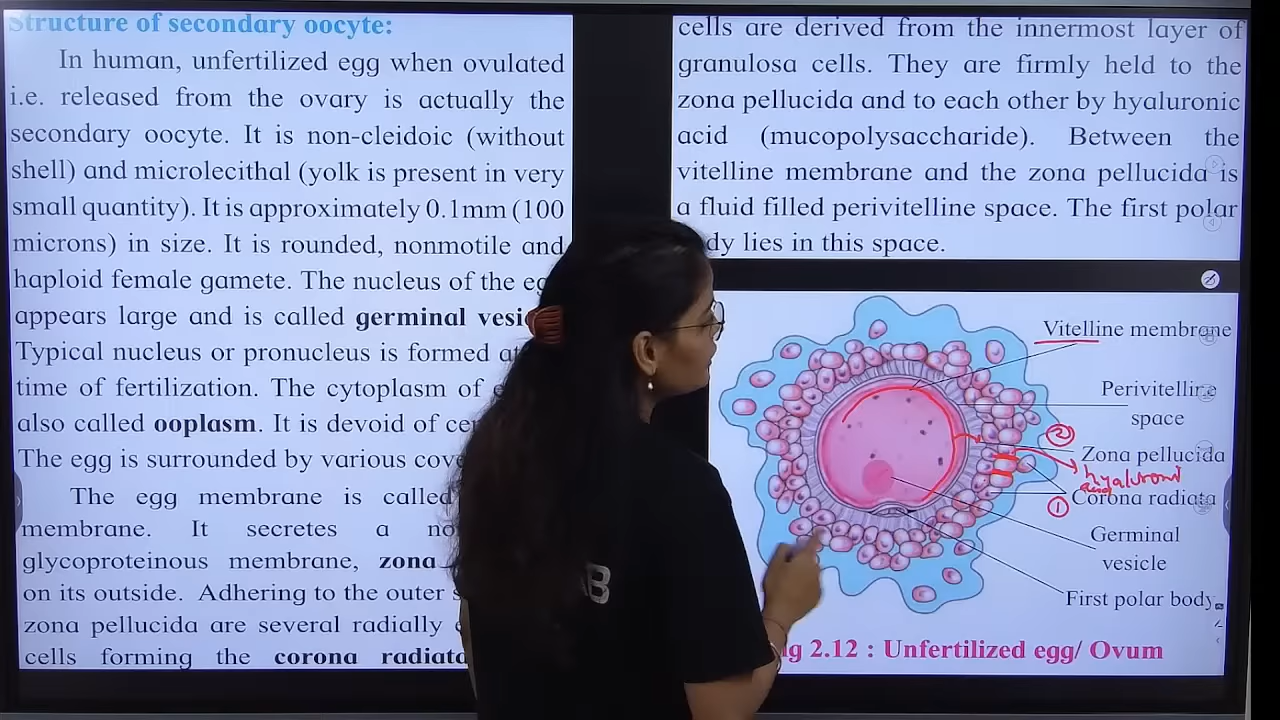 Structure of secondary oocyte:
In human, unfertilized egg when ovulated
i.e. released from the ovary is actually the
secondary oocyte. It is non-cleidoic (without
shell) and microlecithal (yolk is present in very
small quantity). It is approximately 0.1mm (100
microns) in size. It is rounded, nonmotile and
haploid female gamete. The nucleus of the
appears large and is called germinal
Typical nucleus or pronucleus is formed
time of fertilization. The cytoplasm of
also called ooplasm. It is devoid of
The egg is surrounded by various
The egg membrane is called
membrane. It secretes a
glycoproteinous membrane, zona
on its outside. Adhering to the outer
zona pellucida are several radially
cells forming the corona
cells are derived from the innermost layer of
granulosa cells. They are firmly held to the
zona pellucida and to each other by hyaluronic
acid (mucopolysaccharide). Between the
vitelline membrane and the zona pellucida is
a fluid filled perivitelline space. The first polar
dy lies in this space.
Vitelline membrane
Perivitelline
space
2
Zona pellucida
Corona radiata
1
Germinal
vesicle
First polar body
g 2.12 : Unfertilized egg/ Ovum
B